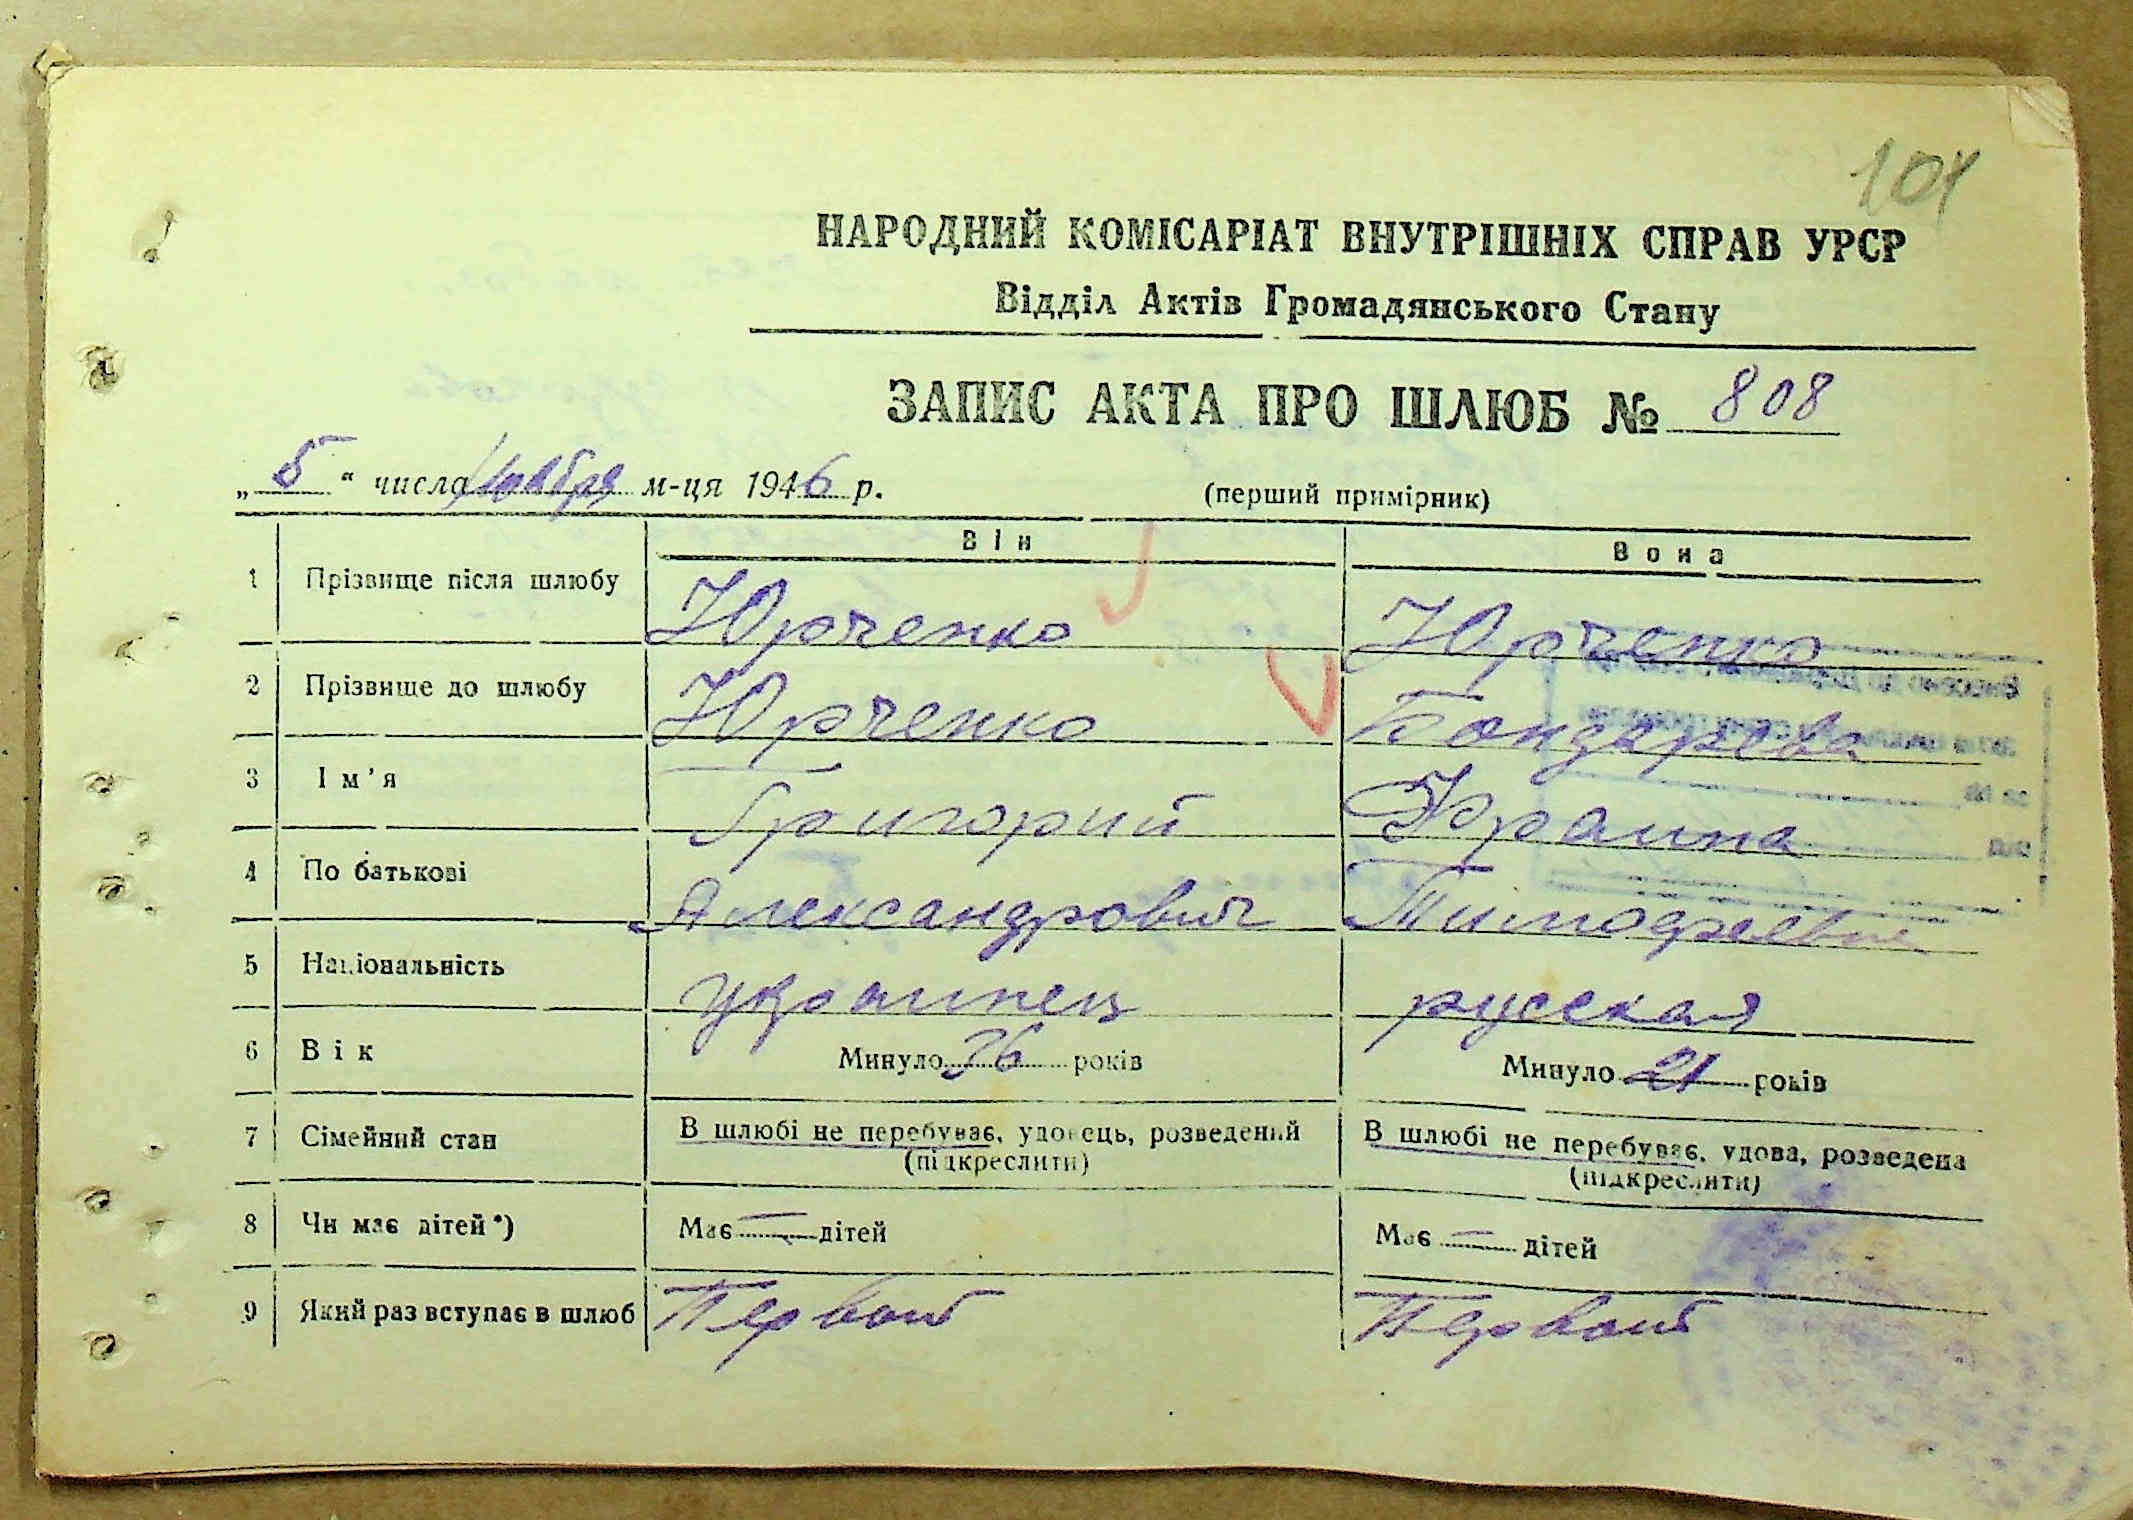 НАРОДНИЙ КОМІСАРІАТ ВНУТРІШНІХ СПРАВ УРСР
Відділ Актів Громадянського Стану
ЗАПИС АКТА ПРО ШЛЮБ № 808
„ 5 “ числа ноября м-ця 1946 р.
(перший примірник)
Він Вона
1 Прізвище після шлюбу Юрченко Юрченко
2 Прізвище до шлюбу Юрченко Бондарева
3 Ім’я Григорий
4 По батькові Александрович Тимофеевна
5 Національність украинец русская
6 Вік Минуло 36 років Минуло 21 років
7 Сімейний стан В шлюбі не перебуває, удовець, розведений (підкреслити) В шлюбі не перебуває, удова, розведена (підкреслити)
8 Чи має дітей*) Має — дітей Має — дітей
9 Який раз вступає в шлюб Первый Первый